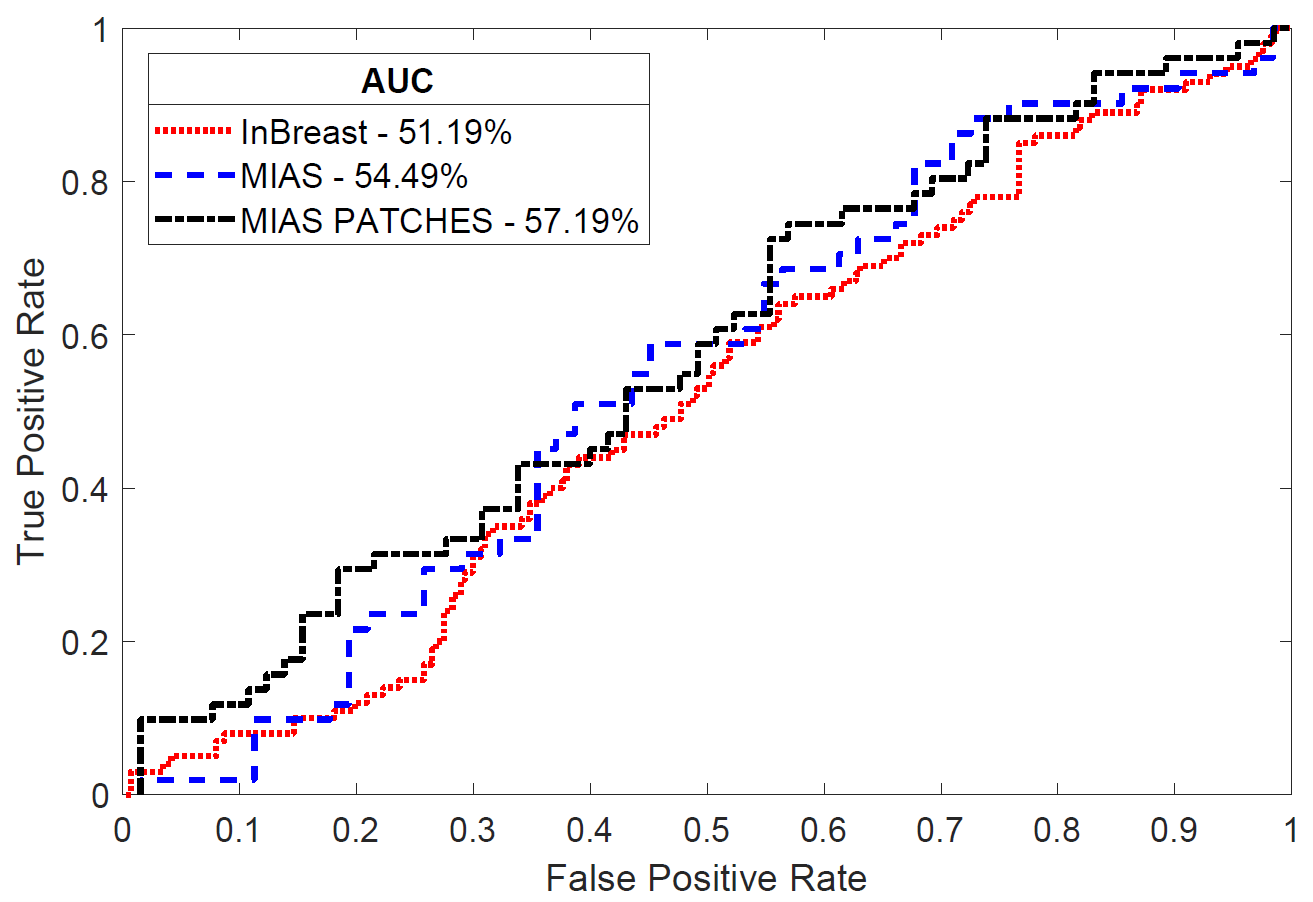 AUC
InBreast - 51.19%
MIAS - 54.49%
MIAS PATCHES - 57.19%
True Positive Rate
1
0.8
0.6
0.4
0.2
0
0 0.1 0.2 0.3 0.4 0.5 0.6 0.7 0.8 0.9 1
False Positive Rate